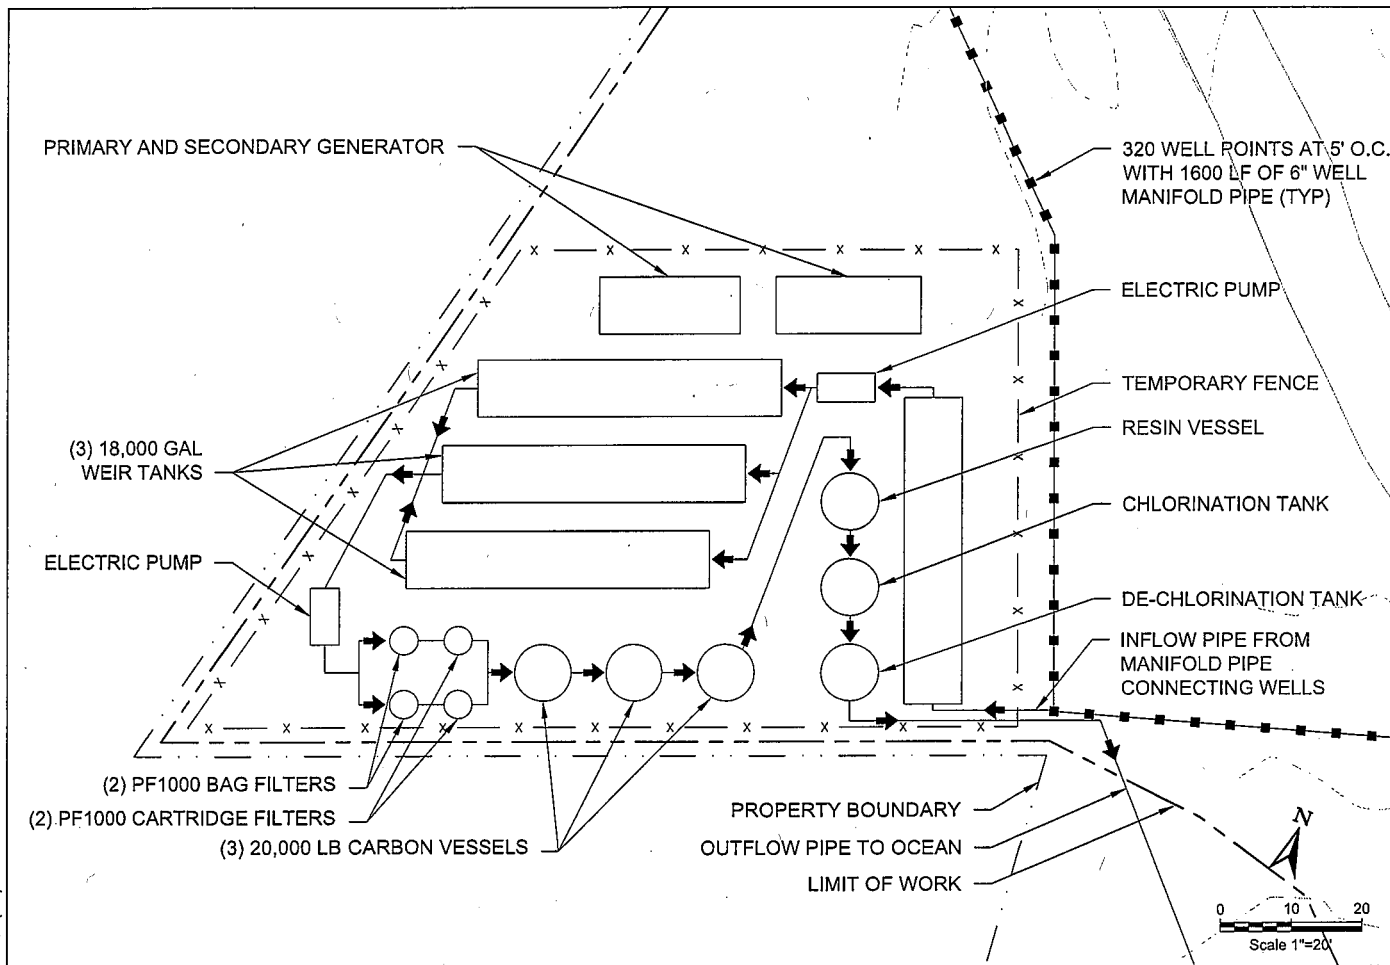 PRIMARY AND SECONDARY GENERATOR
320 WELL POINTS AT 5' O.C.
WITH 1600 LF OF 6" WELL
MANIFOLD PIPE (TYP)
ELECTRIC PUMP
TEMPORARY FENCE
RESIN VESSEL
(3) 18,000 GAL
WEIR TANKS
CHLORINATION TANK
ELECTRIC PUMP
DE-CHLORINATION TANK
INFLOW PIPE FROM
MANIFOLD PIPE
CONNECTING WELLS
(2) PF1000 BAG FILTERS
(2) PF1000 CARTRIDGE FILTERS
(3) 20,000 LB CARBON VESSELS
PROPERTY BOUNDARY
OUTFLOW PIPE TO OCEAN
LIMIT OF WORK
N
0 10 20
Scale 1"=20'